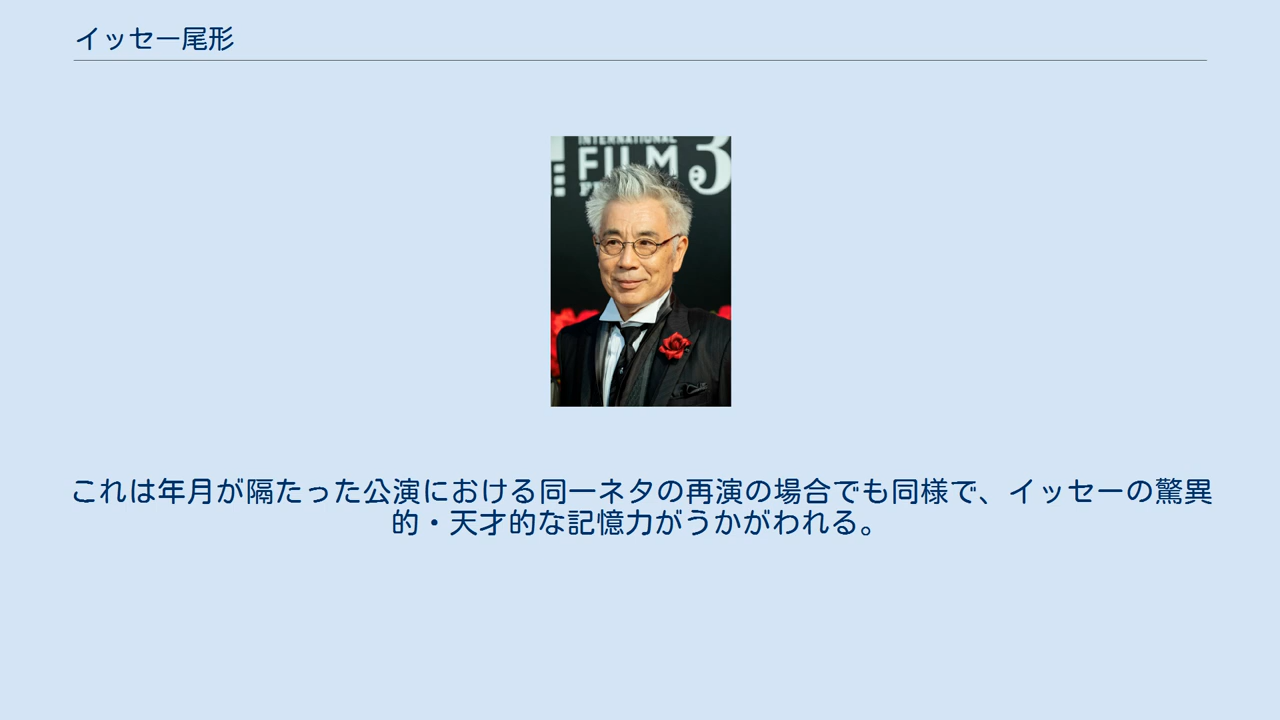 イッセー尾形
INTERNATIONAL
FILM
3
これは年月が隔たった公演における同一ネタの再演の場合でも同様で、イッセーの驚異
的・天才的な記憶力がうかがわれる。